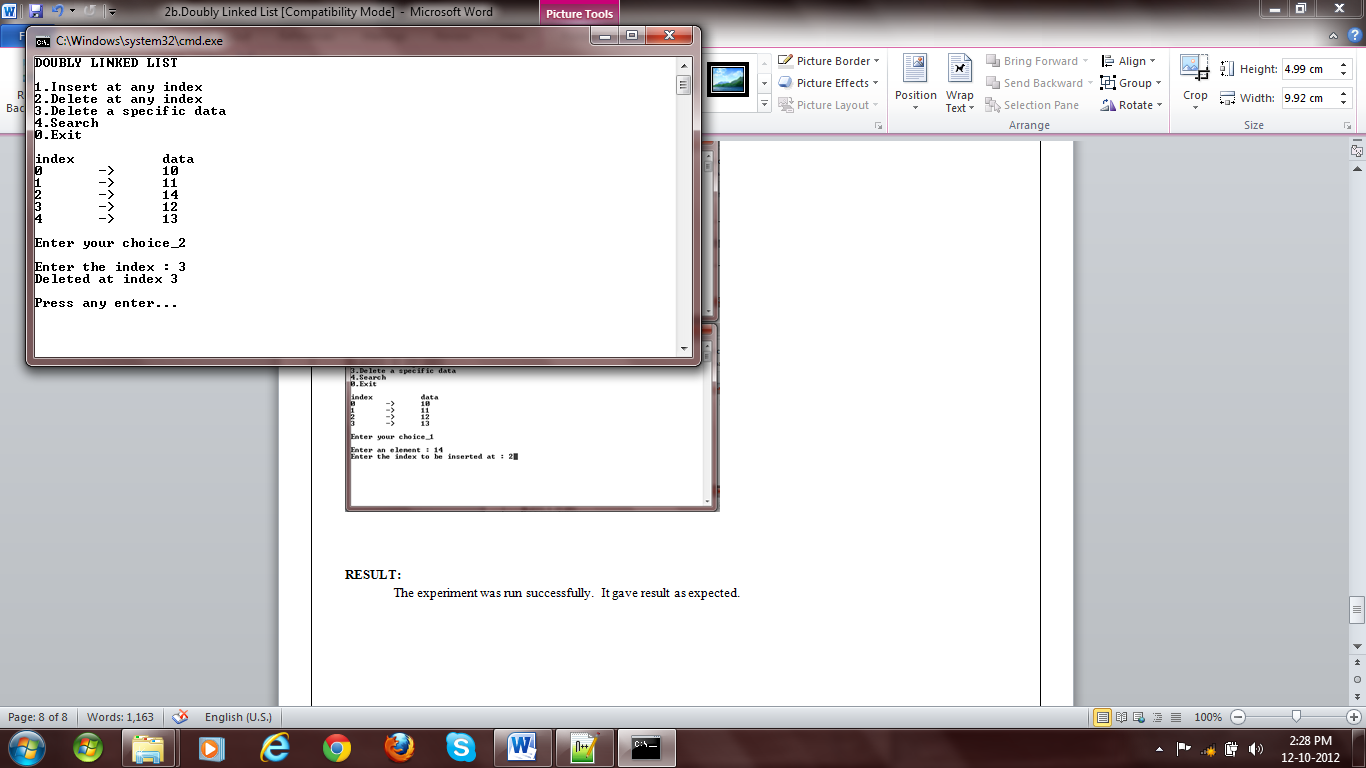 2b.Doubly Linked List [Compatibility Mode] - Microsoft Word
Picture Tools
C:\Windows\system32\cmd.exe
DOUBLY LINKED LIST
1.Insert at any index
2.Delete at any index
3.Delete a specific data
4.Search
0.Exit
index data
0 -> 10
1 -> 11
2 -> 14
3 -> 12
4 -> 13
Enter your choice_2
Enter the index : 3
Deleted at index 3
Press any enter...
Picture Border
Picture Effects
Picture Layout
Position
Wrap Text
Bring Forward
Send Backward
Selection Pane
Align
Group
Rotate
Arrange
Crop
Height: 4.99 cm
Width: 9.92 cm
Size
3.Delete a specific data
4.Search
0.Exit
index data
0 -> 10
1 -> 11
2 -> 12
3 -> 13
Enter your choice_1
Enter an element : 14
Enter the index to be inserted at : 2
RESULT:
The experiment was run successfully. It gave result as expected.
Page: 8 of 8
Words: 1,163
English (U.S.)
100%
2:28 PM
12-10-2012